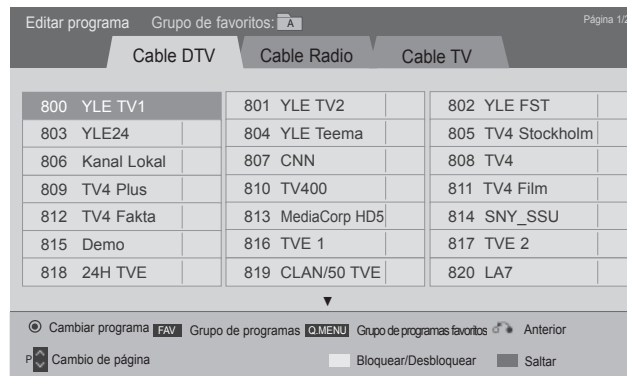 Editar programa Grupo de favoritos: A Página 1/2
Cable DTV Cable Radio Cable TV
800 YLE TV1 801 YLE TV2 802 YLE FST
803 YLE24 804 YLE Teema 805 TV4 Stockholm
806 Kanal Lokal 807 CNN 808 TV4
809 TV4 Plus 810 TV400 811 TV4 Film
812 TV4 Fakta 813 MediaCorp HD5 814 SNY_SSU
815 Demo 816 TVE 1 817 TVE 2
818 24H TVE 819 CLAN/50 TVE 820 LA7
Cambiar programa FAV Grupo de programas Q.MENU Grupo de programas favoritos Anterior
P Cambio de página Bloquear/Desbloquear Saltar